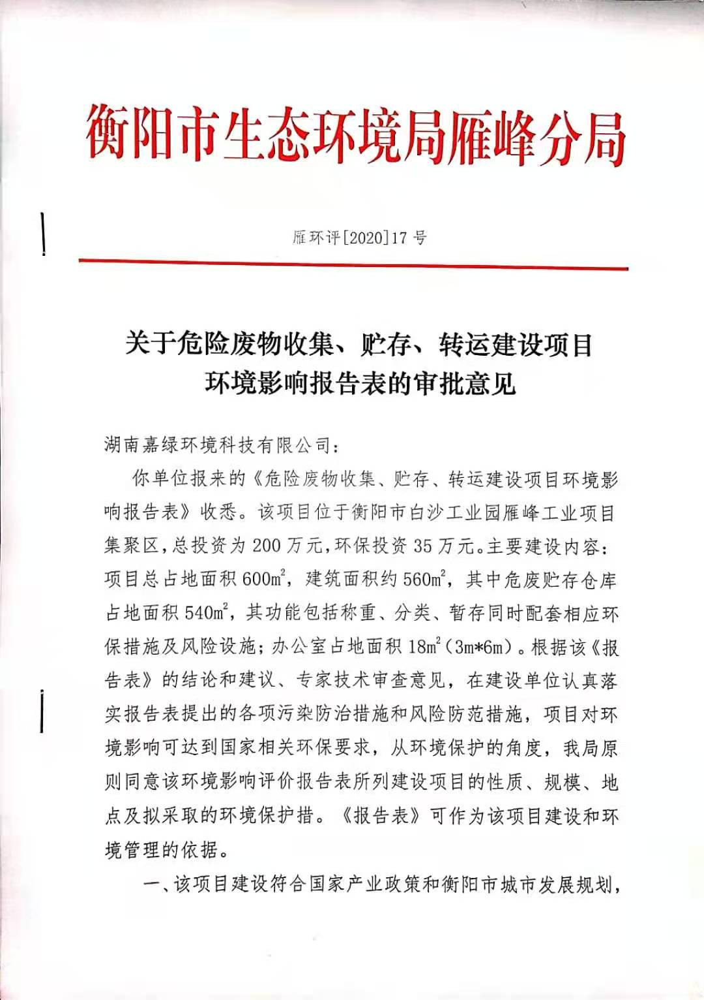 衡阳市生态环境局雁峰分局
雁环评[2020]17 号
关于危险废物收集、贮存、转运建设项目
环境影响报告表的审批意见
湖南嘉绿环境科技有限公司：
你单位报来的《危险废物收集、贮存、转运建设项目环境影
响报告表》收悉。该项目位于衡阳市白沙工业园雁峰工业项目
集聚区，总投资为 200 万元，环保投资 35 万元。主要建设内容：
项目总占地面积 600㎡，建筑面积约 560㎡，其中危废贮存仓库
占地面积 540㎡，其功能包括称重、分类、暂存同时配套相应环
保措施及风险设施；办公室占地面积 18㎡（3m*6m）。根据该《报
告表》的结论和建议、专家技术审查意见，在建设单位认真落
实报告表提出的各项污染防治措施和风险防范措施，项目对环
境影响可达到国家相关环保要求，从环境保护的角度，我局原
则同意该环境影响评价报告表所列建设项目的性质、规模、地
点及拟采取的环境保护措。《报告表》可作为该项目建设和环
境管理的依据。
一、该项目建设符合国家产业政策和衡阳市城市发展规划，